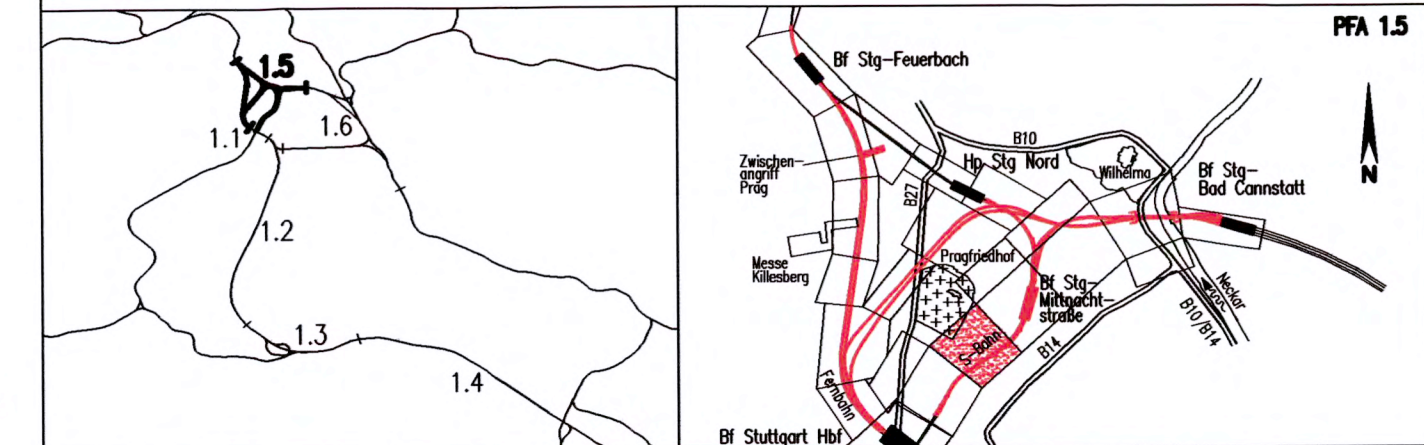 1.5
1.1
1.6
1.2
1.3
1.4
PFA 1.5
Bf Stg-Feuerbach
B10
Zwischen-
angriff
Prag
Hp Stg Nord
Wilhelma
Bf Stg-
Bad Cannstatt
N
B27
Messe
Killesberg
Pragfriedhof
Bf Stg-
Mittnacht-
straße
Neckar
B10/B14
S-Bahn
B14
Fernbahn
Bf Stuttgart Hbf